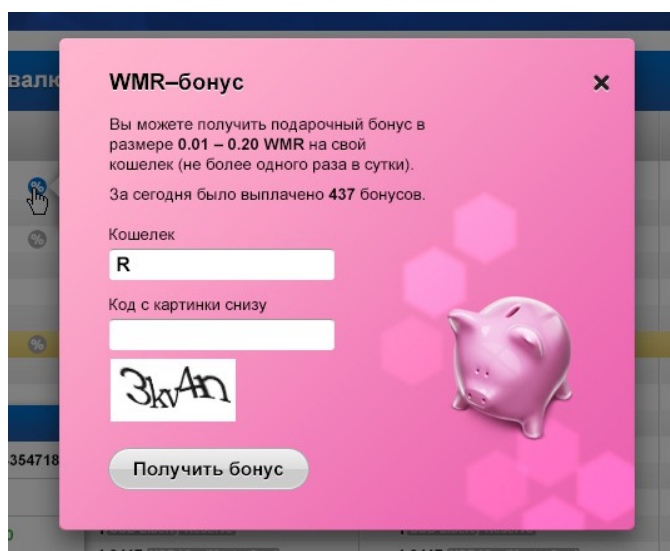 валю
WMR–бонус
Вы можете получить подарочный бонус в
размере 0.01 – 0.20 WMR на свой
кошелек (не более одного раза в сутки).
За сегодня было выплачено 437 бонусов.
Кошелек
R
Код с картинки снизу
3kv4n
Получить бонус
354718